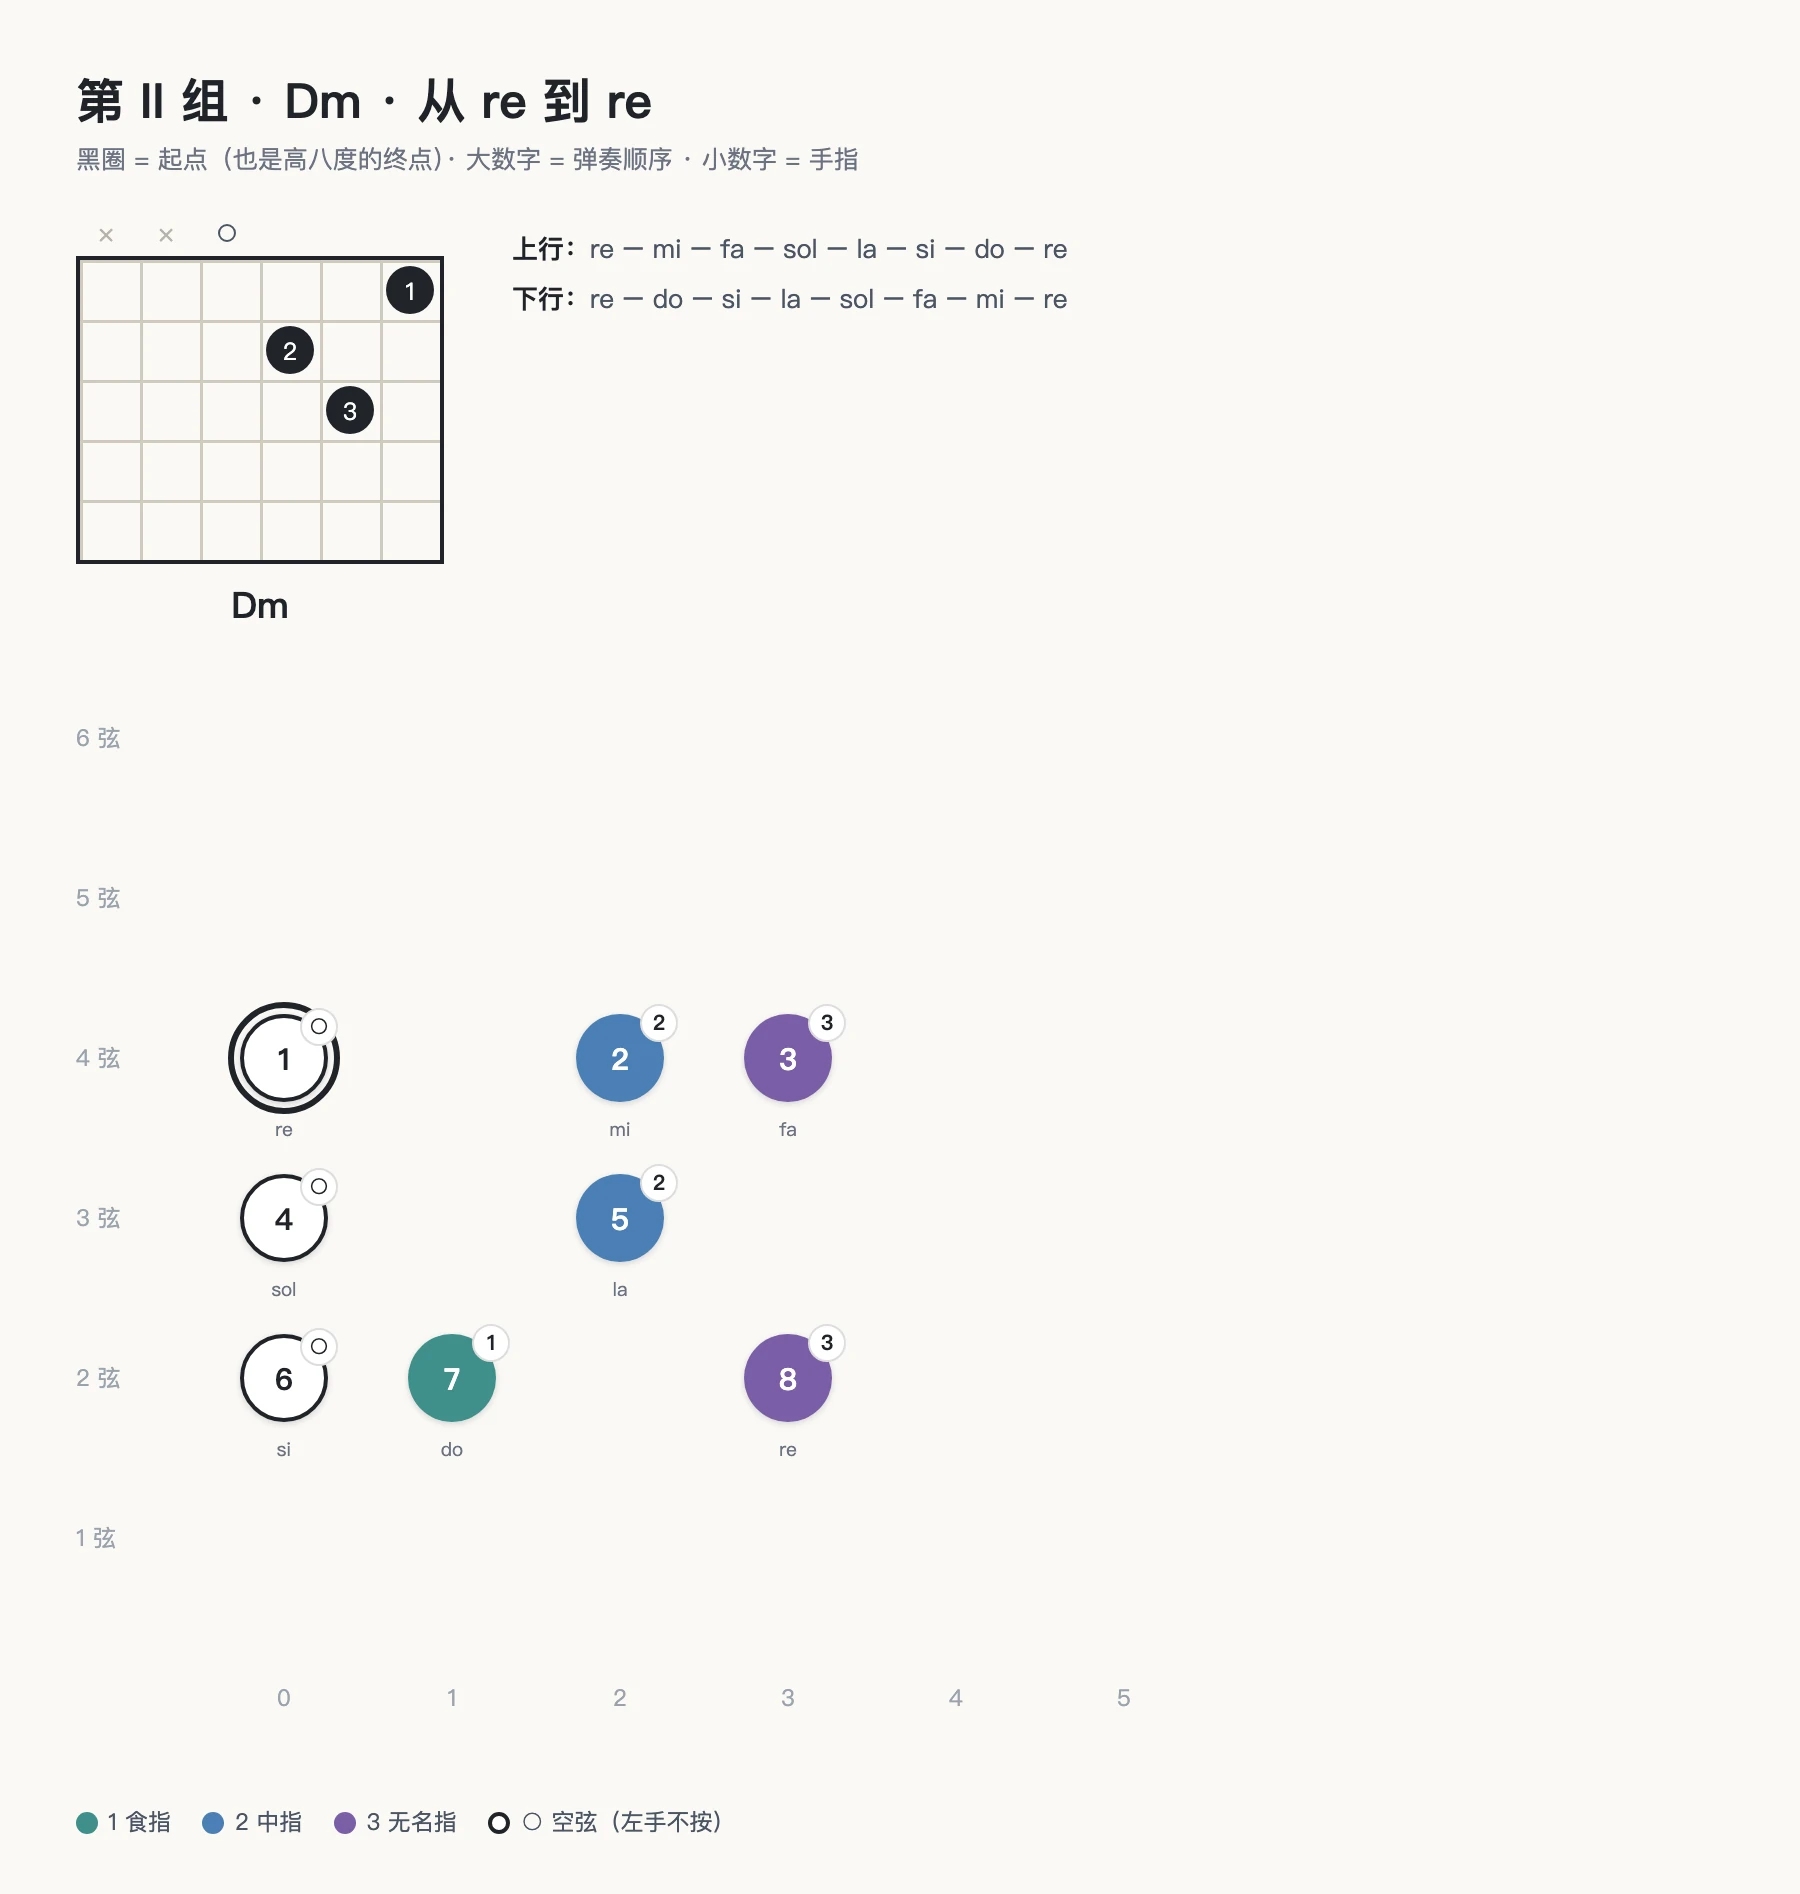 第 II 组 · Dm · 从 re 到 re
黑圈 = 起点（也是高八度的终点）· 大数字 = 弹奏顺序 · 小数字 = 手指
× × ○
上行：re — mi — fa — sol — la — si — do — re
下行：re — do — si — la — sol — fa — mi — re
1
2
3
Dm
6 弦
5 弦
4 弦 1 ○ 2 2 3 3
re mi fa
3 弦 4 ○ 5 2
sol la
2 弦 6 ○ 7 1 8 3
si do re
1 弦
0 1 2 3 4 5
1 食指 2 中指 3 无名指 ○ 空弦（左手不按）